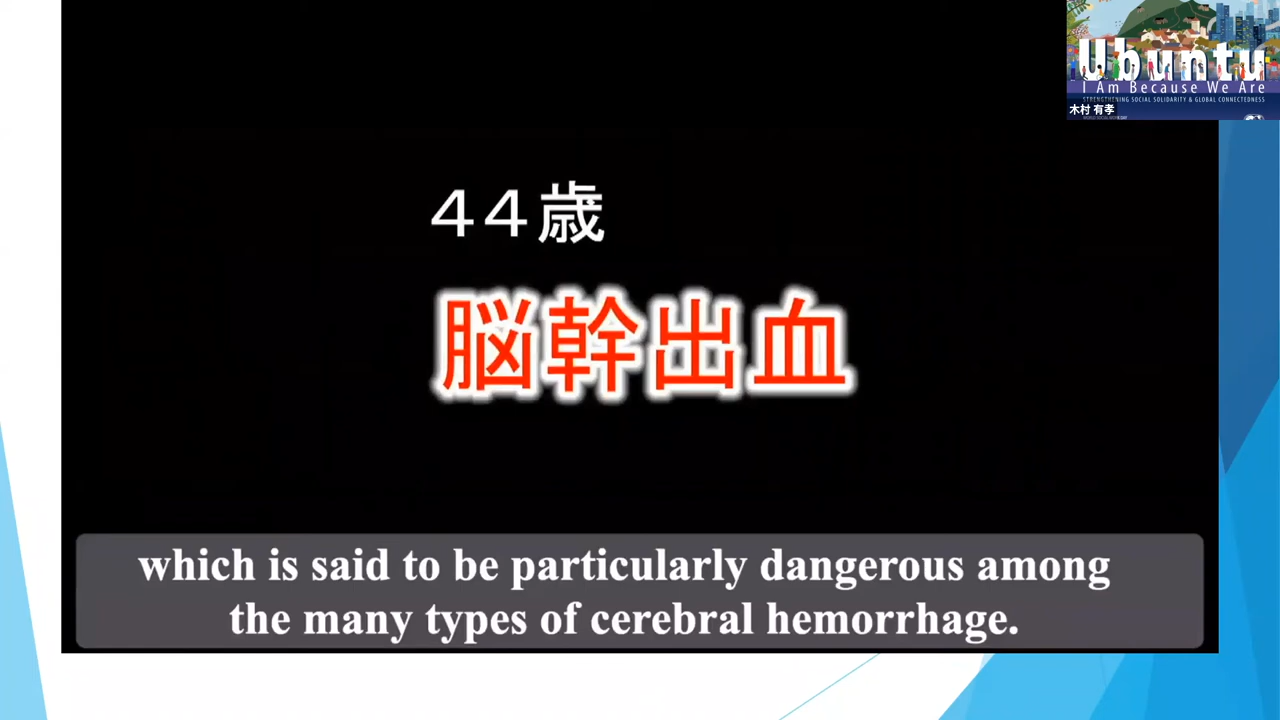 ４４歳
脳幹出血
which is said to be particularly dangerous among
the many types of cerebral hemorrhage.
Ubuntu
I Am Because We Are
STRENGTHENING SOCIAL SOLIDARITY & GLOBAL CONNECTEDNESS
木村 有孝